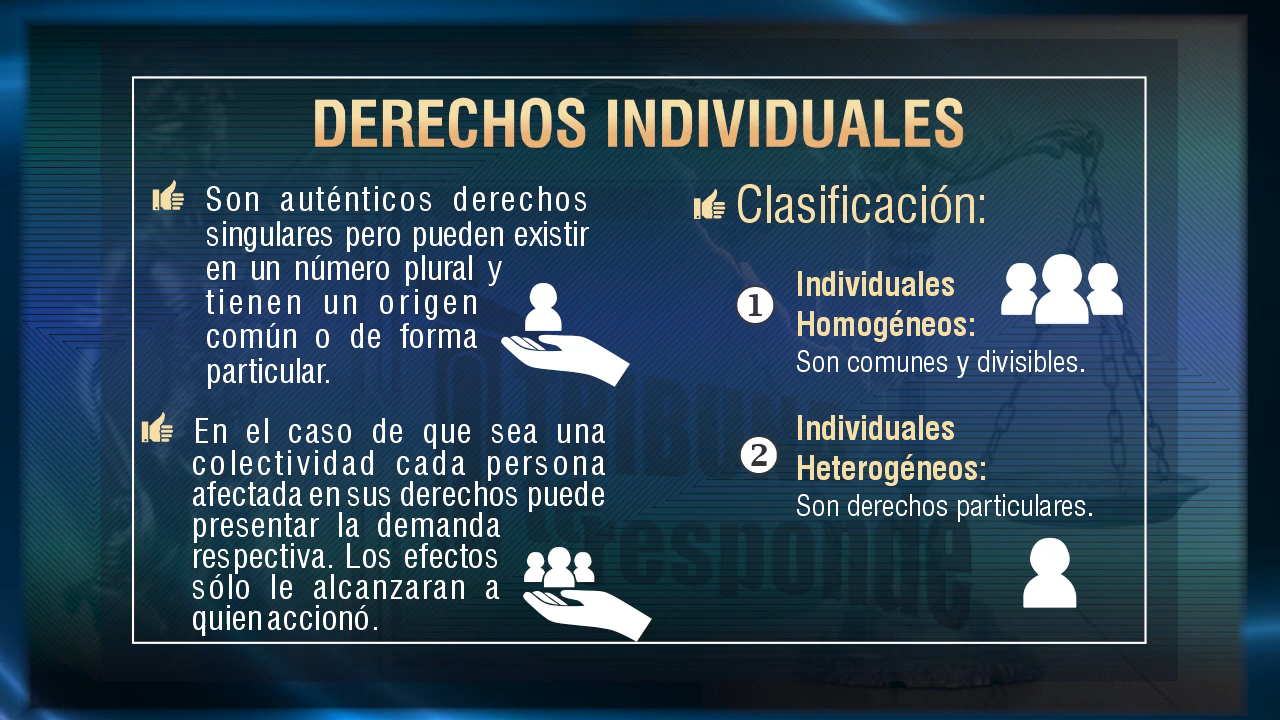 DERECHOS INDIVIDUALES
Son auténticos derechos
singulares pero pueden existir
en un número plural y
tienen un origen
común o de forma
particular.
En el caso de que sea una
colectividad cada persona
afectada en sus derechos puede
presentar la demanda
respectiva. Los efectos
sólo le alcanzaran a
quien accionó.
Clasificación:
1
Individuales
Homogéneos:
Son comunes y divisibles.
2
Individuales
Heterogéneos:
Son derechos particulares.
responde